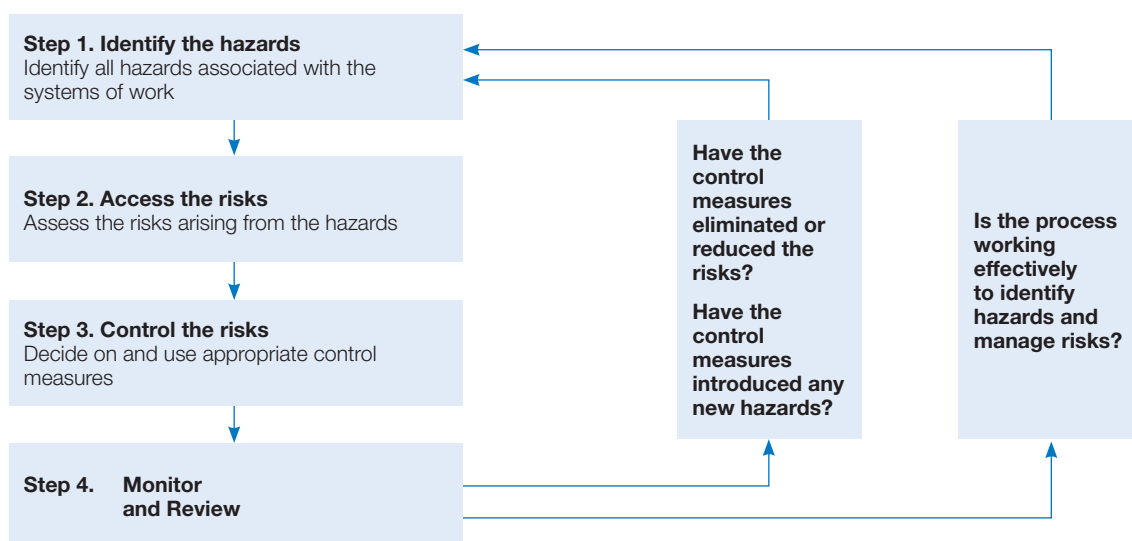 Step 1. Identify the hazards
Identify all hazards associated with the
systems of work
Step 2. Access the risks
Assess the risks arising from the hazards
Step 3. Control the risks
Decide on and use appropriate control
measures
Step 4. Monitor
and Review
Have the
control
measures
eliminated or
reduced the
risks?
Have the
control
measures
introduced any
new hazards?
Is the process
working
effectively
to identify
hazards and
manage risks?